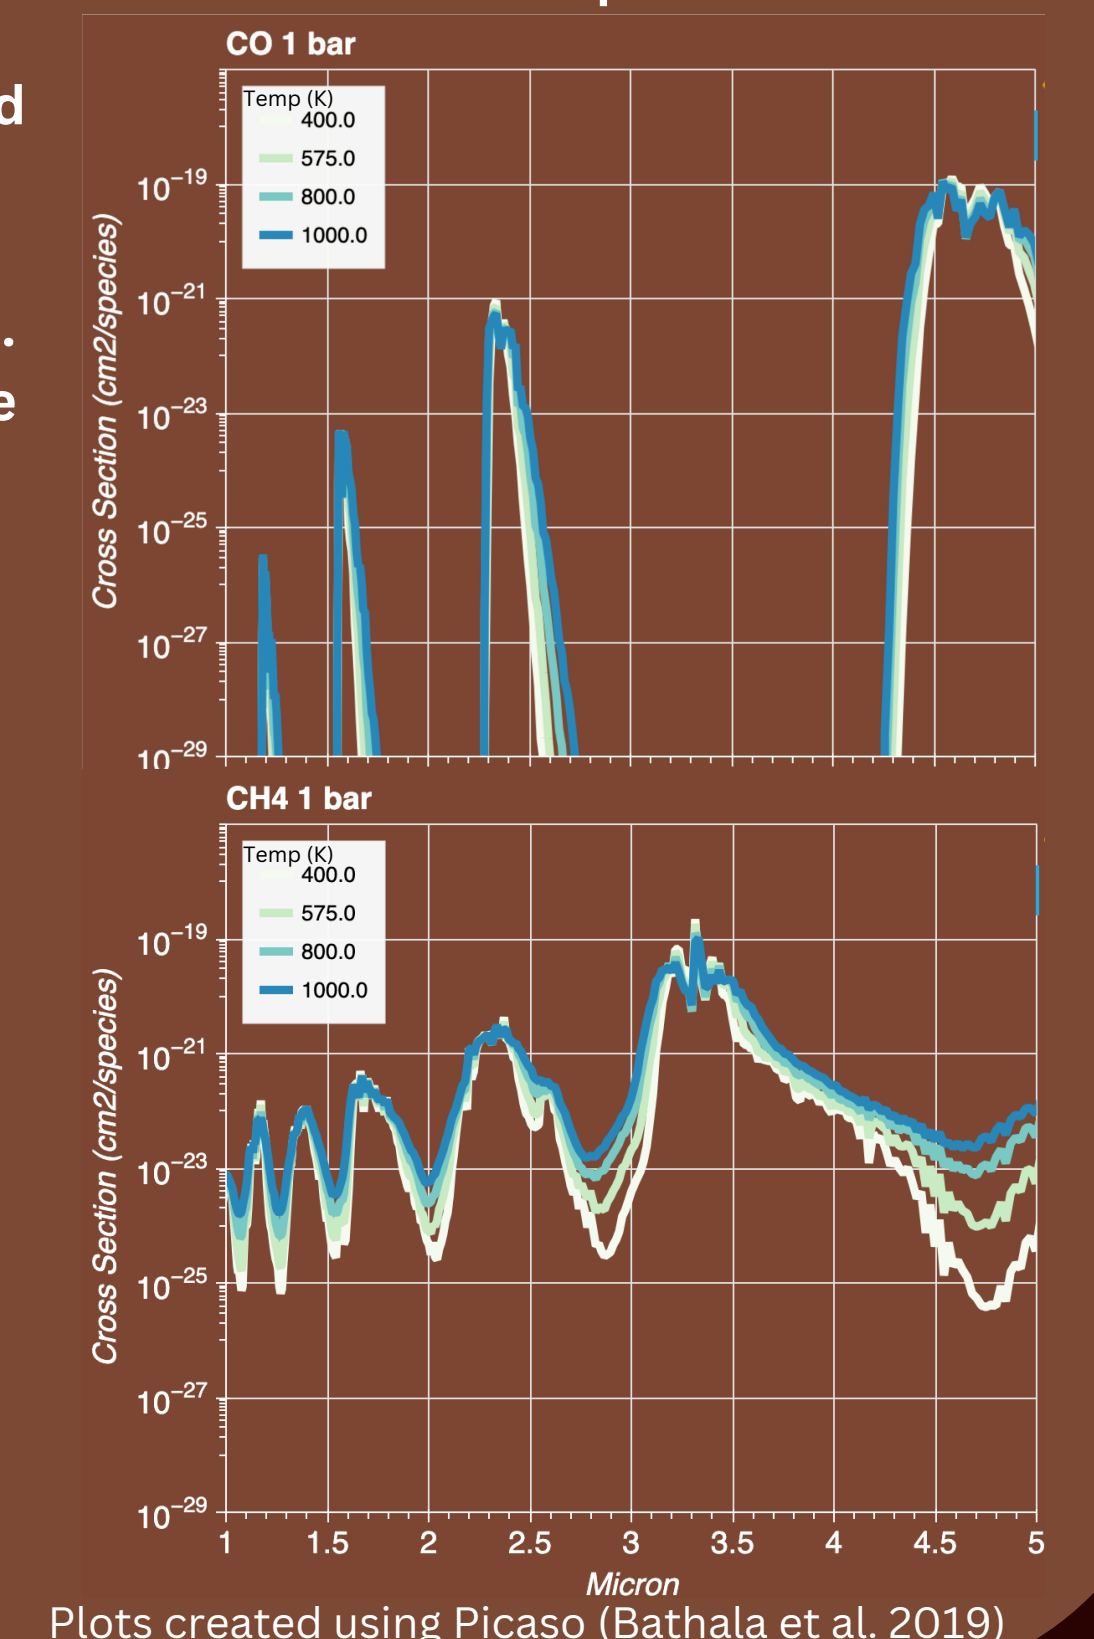 d
.
e
CO 1 bar
Temp (K)
400.0
575.0
800.0
1000.0
Cross Section (cm2/species)
10−19
10−21
10−23
10−25
10−27
10−29
CH4 1 bar
Temp (K)
400.0
575.0
800.0
1000.0
Cross Section (cm2/species)
10−19
10−21
10−23
10−25
10−27
10−29
1 1.5 2 2.5 3 3.5 4 4.5 5
Micron
Plots created using Picaso (Bathala et al. 2019)